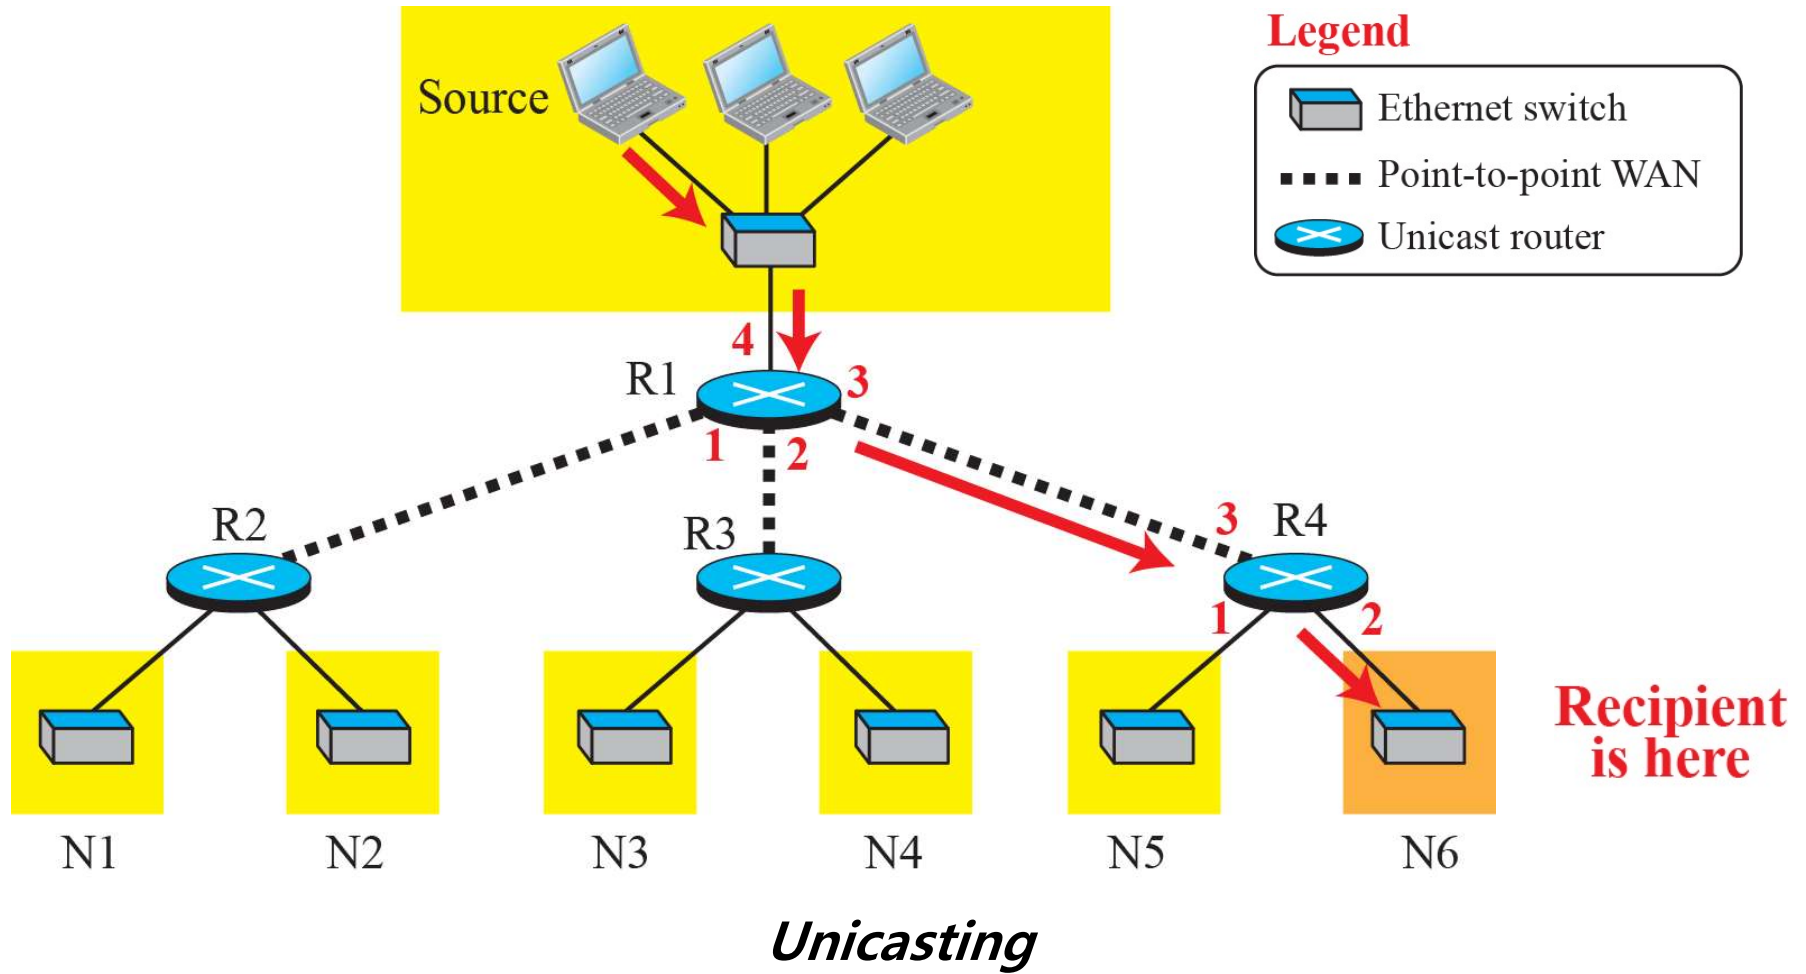 Legend
Source
Ethernet switch
Point-to-point WAN
Unicast router
4
R1
3
1
2
R2
R3
3
R4
1
2
Recipient
is here
N1
N2
N3
N4
N5
N6
Unicasting